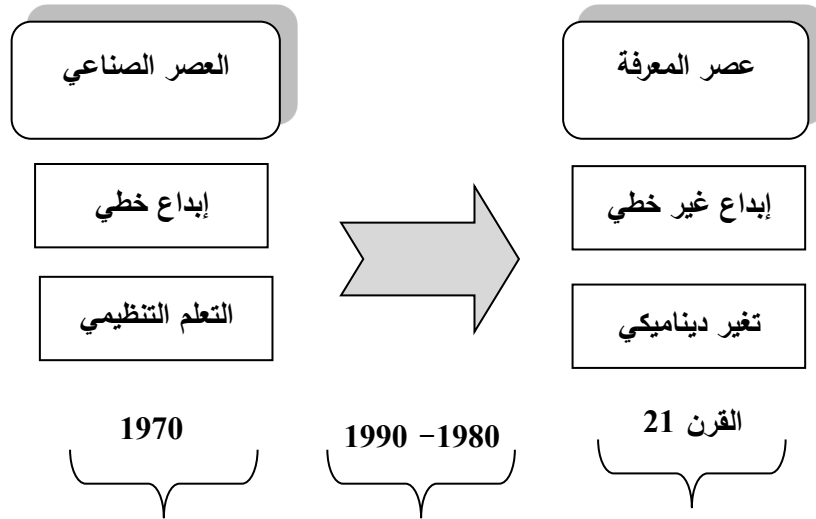 العصر الصناعي
عصر المعرفة
إبداع خطي
إبداع غير خطي
التعلم التنظيمي
تغير ديناميكي
1970
1980– 1990
القرن 21